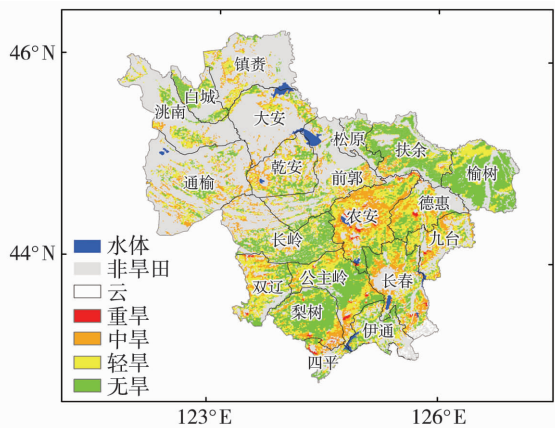 46°N
44°N
123°E
126°E
镇赉
白城
洮南
大安
松原
扶余
榆树
乾安
通榆
前郭
农安
德惠
九台
长岭
长春
公主岭
双辽
梨树
伊通
四平
水体
非旱田
云
重旱
中旱
轻旱
无旱